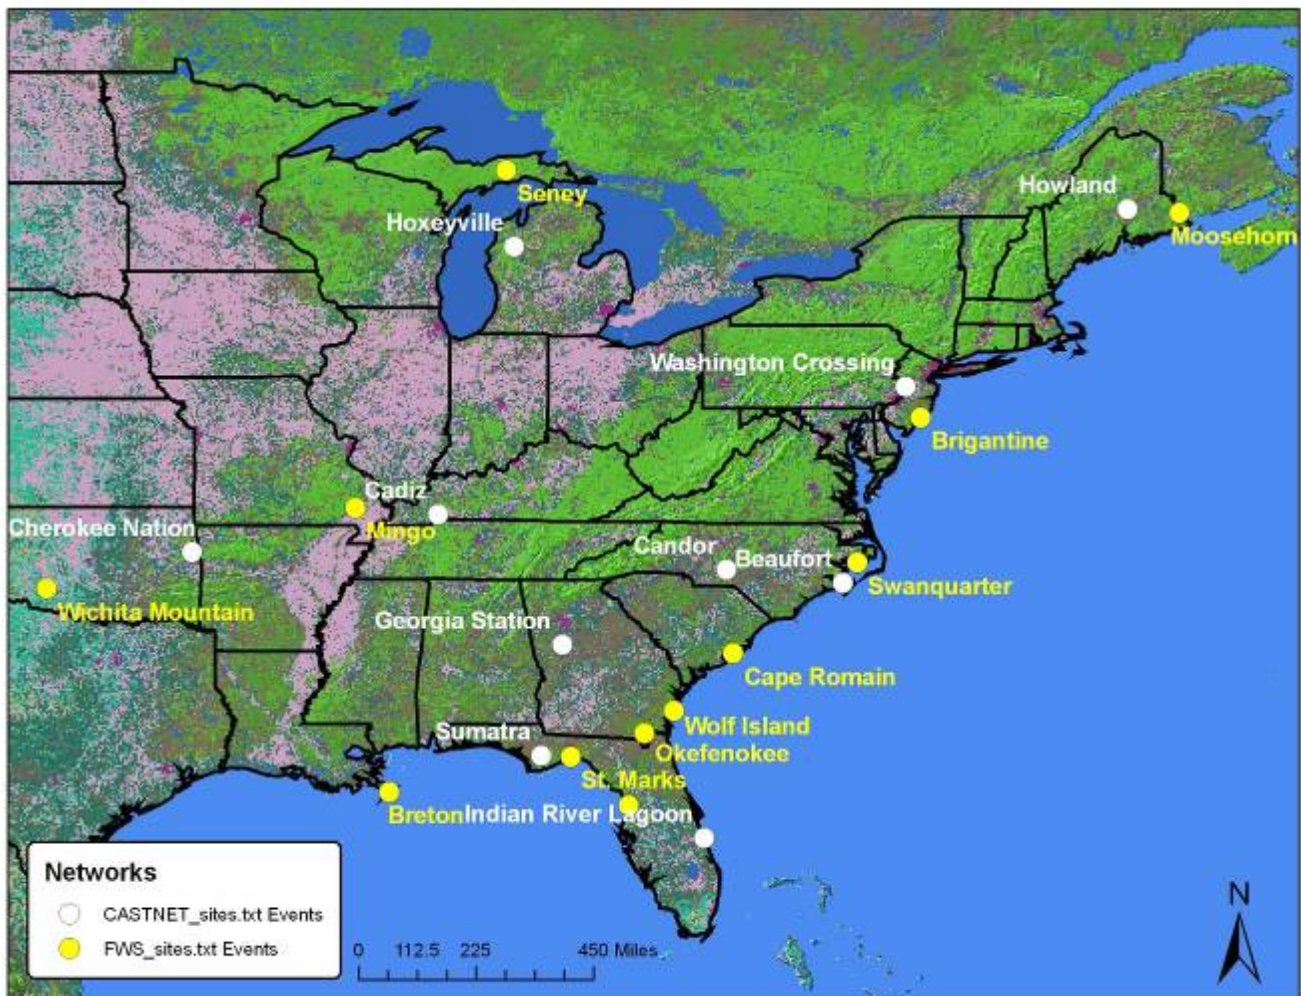 Howland
Seney
Hoxeyville
Moosehorn
Washington Crossing
Brigantine
Cadiz
Mingo
Cherokee Nation
Candor
Beaufort
Swanquarter
Wichita Mountain
Georgia Station
Cape Romain
Wolf Island
Sumatra
Okefenokee
St. Marks
Breton
Indian River Lagoon
Networks
CASTNET_sites.txt Events
FWS_sites.txt Events
0 112.5 225 450 Miles
N